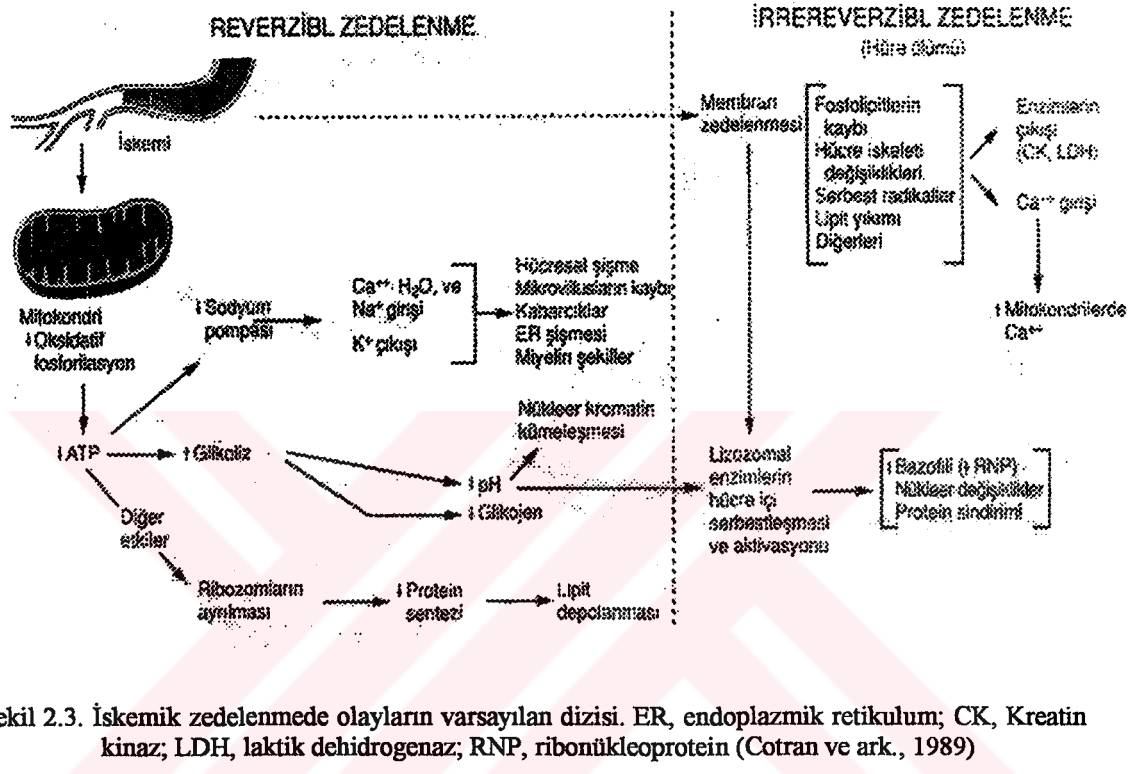 REVERZİBL ZEDELENME
İRREREVERZİBL ZEDELENME
(Hüre ölümü)
İskemi
Membran
zedelenmesi
Fosfolipitlerin
kaybı
Hücre iskeleti
değişiklikleri
Serbest radikaller
Lipit yıkımı
Diğerleri
Enzimlerin
çıkışı
(CK, LDH)
Ca++ girişi
↑ Mitokondrilerde
Ca++
Mitokondri
↓ Oksidatif
fosforilasyon
↓ Sodyum
pompası
Ca++ H₂O, ve
Na+ girişi
K+ çıkışı
Hücresel şişme
Mikrovilusların kaybı
Kabarcıklar
ER şişmesi
Miyelin şekiller
Nükleer kromatin
kümeleşmesi
↓ ATP
↑ Glikoliz
↓ pH
↓ Glikojen
Lizozomal
enzimlerin
hücre içi
serbestleşmesi
ve aktivasyonu
↓ Bazofili (↓ RNP)
Nükleer değişiklikler
Protein sindirimi
Diğer
etkiler
Ribozomların
ayrılması
↓ Protein
sentezi
Lipit
depolanması
ekil 2.3. İskemik zedelenmede olayların varsayılan dizisi. ER, endoplazmik retikulum; CK, Kreatin
kinaz; LDH, laktik dehidrogenaz; RNP, ribonükleoprotein (Cotran ve ark., 1989)